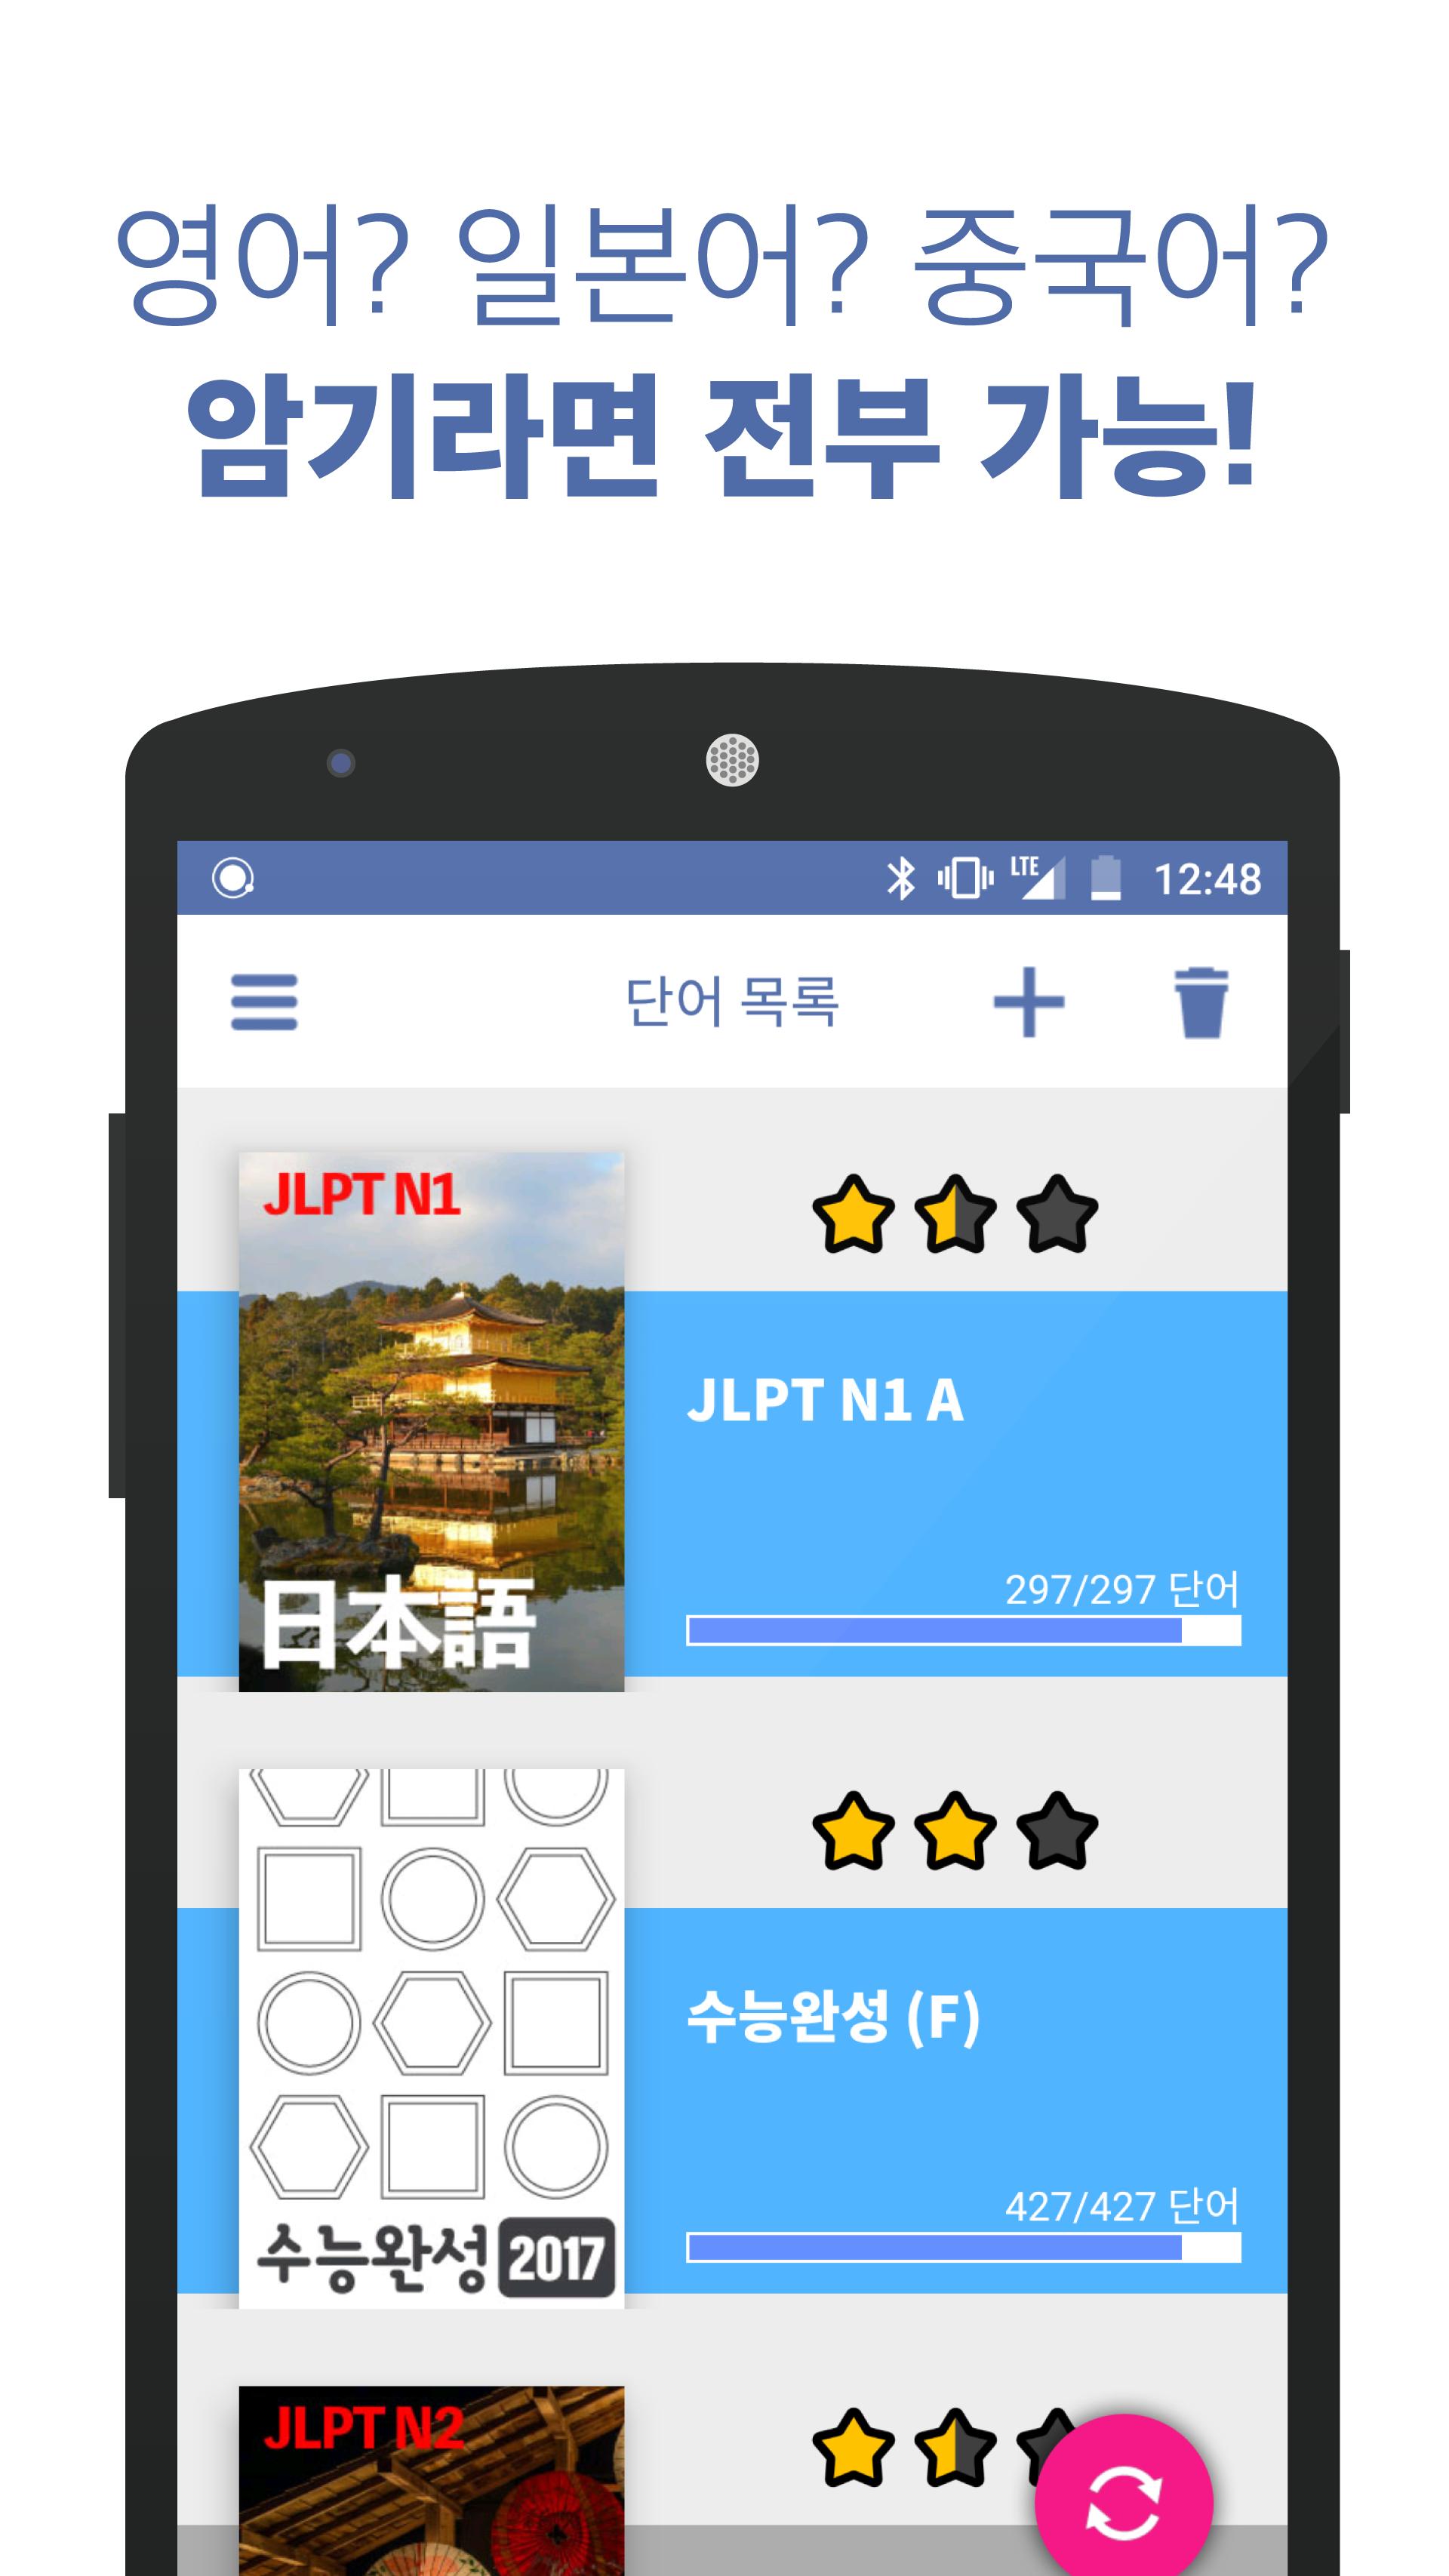 영어? 일본어? 중국어?
암기라면 전부 가능!
LTE 12:48
단어 목록
JLPT N1
日本語
JLPT N1 A
297/297 단어
수능완성 2017
수능완성 (F)
427/427 단어
JLPT N2